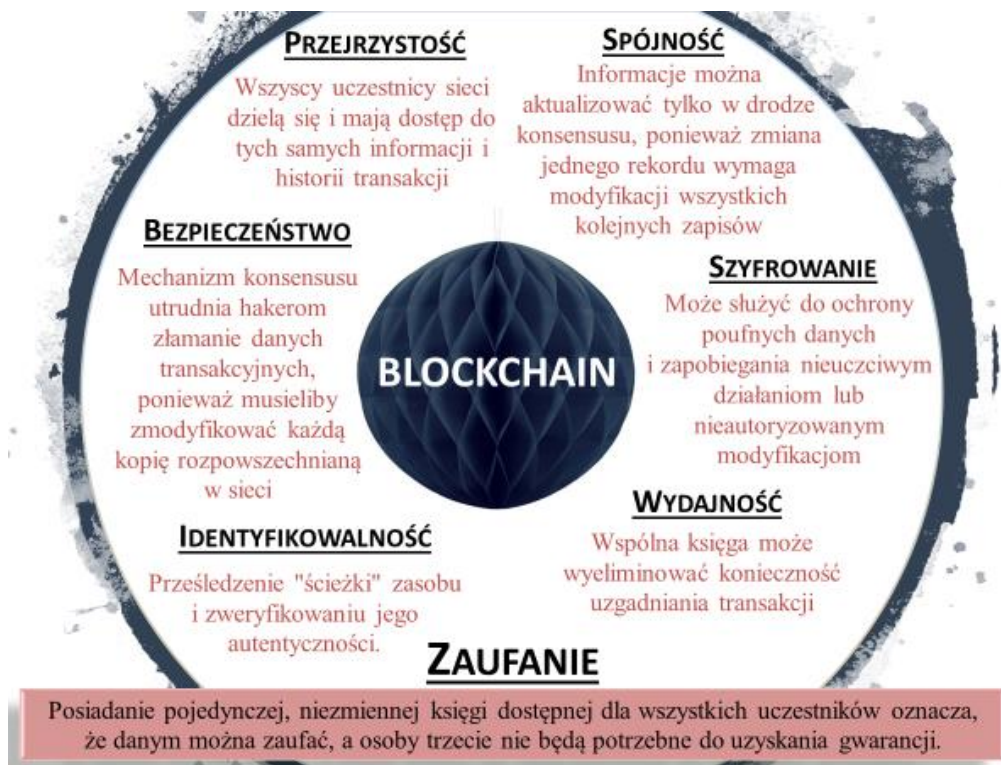 PRZEJRZYSTOŚĆ
Wszyscy uczestnicy sieci
dzielą się i mają dostęp do
tych samych informacji i
historii transakcji
SPÓJNOŚĆ
Informacje można
aktualizować tylko w drodze
konsensusu, ponieważ zmiana
jednego rekordu wymaga
modyfikacji wszystkich
kolejnych zapisów
BEZPIECZEŃSTWO
Mechanizm konsensusu
utrudnia hakerom
złamanie danych
transakcyjnych,
ponieważ musieliby
zmodyfikować każdą
kopię rozpowszechnianą
w sieci
BLOCKCHAIN
SZYFROWANIE
Może służyć do ochrony
poufnych danych
i zapobiegania nieuczciwym
działaniom lub
nieautoryzowanym
modyfikacjom
IDENTYFIKOWALNOŚĆ
Prześledzenie "ścieżki" zasobu
i zweryfikowaniu jego
autentyczności.
WYDAJNOŚĆ
Wspólna księga może
wyeliminować konieczność
uzgadniania transakcji
ZAUFANIE
Posiadanie pojedynczej, niezmiennej księgi dostępnej dla wszystkich uczestników oznacza,
że danym można zaufać, a osoby trzecie nie będą potrzebne do uzyskania gwarancji.